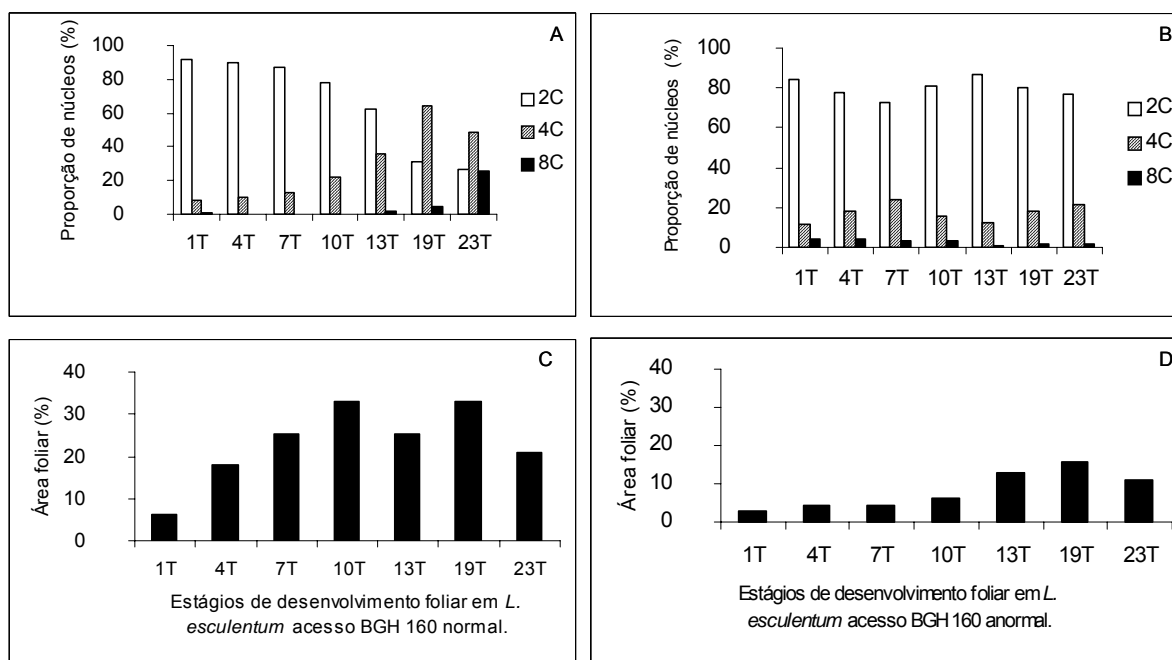 A
Proporção de núcleos (%)
100
80
60
40
20
0
1T 4T 7T 10T 13T 19T 23T
2C
4C
8C
B
Proporção de núcleos (%)
100
80
60
40
20
0
1T 4T 7T 10T 13T 19T 23T
2C
4C
8C
C
Área foliar (%)
40
30
20
10
0
1T 4T 7T 10T 13T 19T 23T
Estágios de desenvolvimento foliar em L.
esculentum acesso BGH 160 normal.
D
Área foliar (%)
40
30
20
10
0
1T 4T 7T 10T 13T 19T 23T
Estágios de desenvolvimento foliar em L.
esculentum acesso BGH 160 anormal.